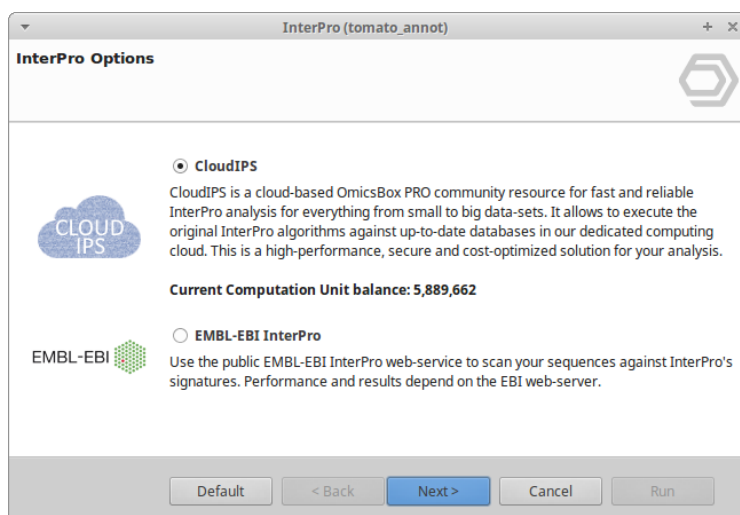 InterPro (tomato_annot)
InterPro Options
CloudIPS
CLOUD
IPS
CloudIPS is a cloud-based OmicsBox PRO community resource for fast and reliable
InterPro analysis for everything from small to big data-sets. It allows to execute the
original InterPro algorithms against up-to-date databases in our dedicated computing
cloud. This is a high-performance, secure and cost-optimized solution for your analysis.
Current Computation Unit balance: 5,889,662
EMBL-EBI
EMBL-EBI InterPro
Use the public EMBL-EBI InterPro web-service to scan your sequences against InterPro's
signatures. Performance and results depend on the EBI web-server.
Default < Back Next > Cancel Run